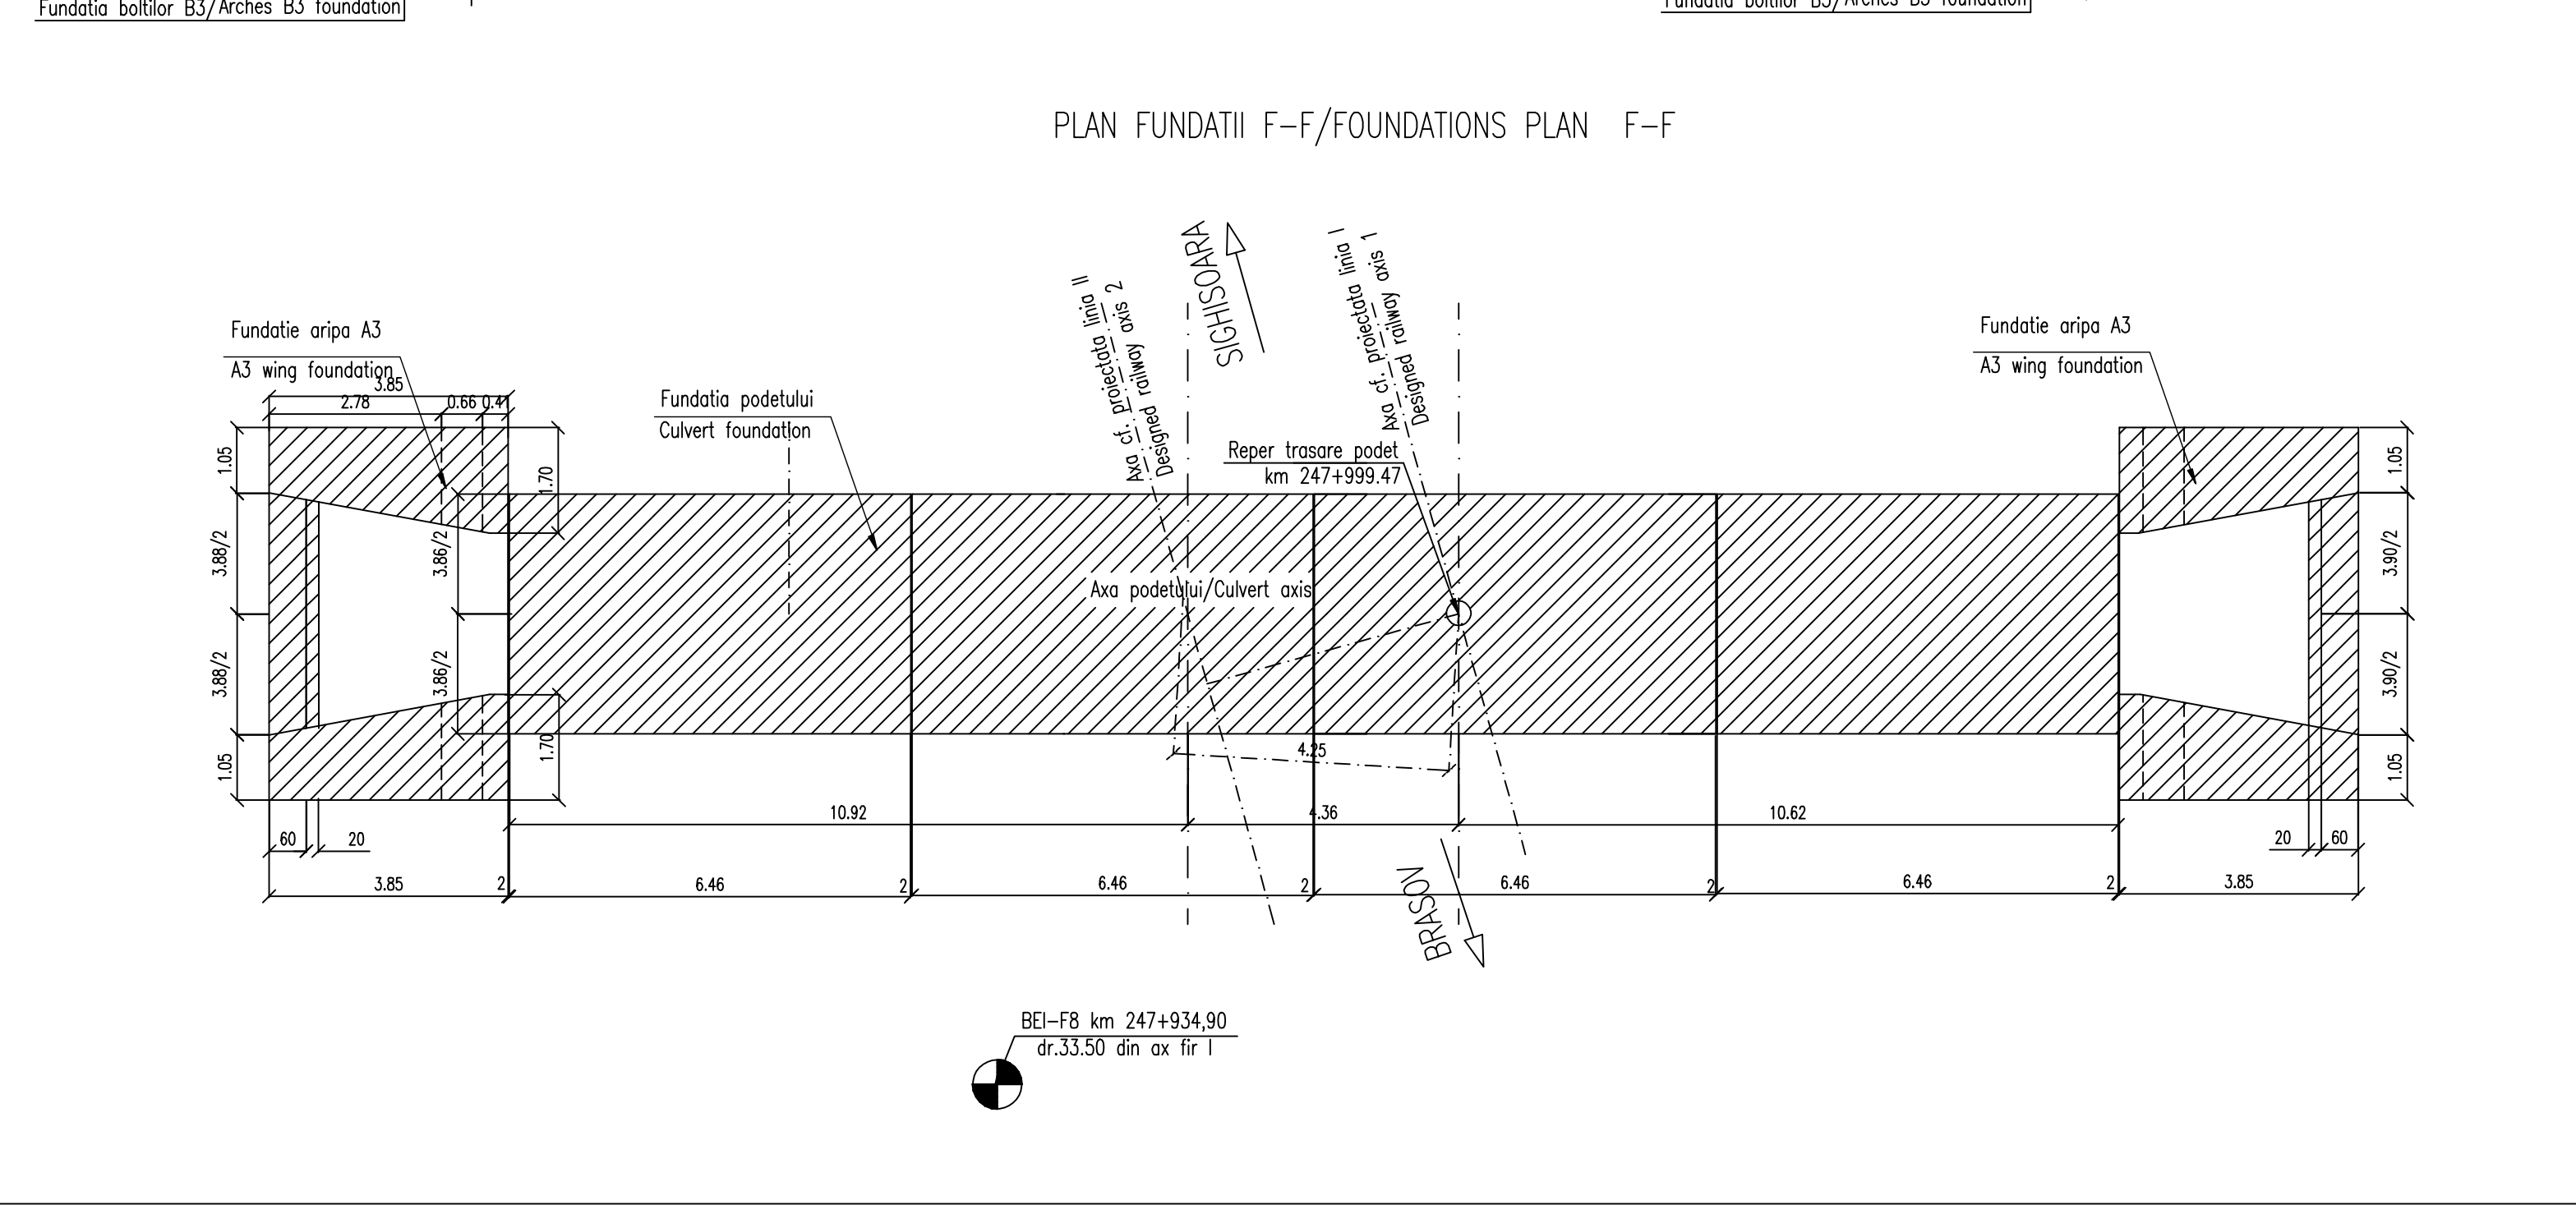 Fundatia boltilor B3/Arches B3 foundation
Fundatia boltilor B3/Arches B3 foundation
PLAN FUNDATII F-F/FOUNDATIONS PLAN F-F
SIGHISOARA
Axa cf. proiectata linia II
Designed railway axis 2
Axa cf. proiectata linia I
Designed railway axis 1
Fundatie aripa A3
A3 wing foundation
Fundatie aripa A3
A3 wing foundation
3.85
2.78 0.66 0.41
Fundatia podetului
Culvert foundation
Reper trasare podet
km 247+999.47
1.05
1.70
1.05
3.88/2
3.86/2
3.90/2
Axa podetului/Culvert axis
3.88/2
3.86/2
3.90/2
1.05
1.70
1.05
4.25
10.92
4.36
10.62
60
20
20
60
3.85
2
6.46
2
6.46
2
6.46
2
6.46
2
3.85
BRASOV
BEI-F8 km 247+934,90
dr.33.50 din ax fir I